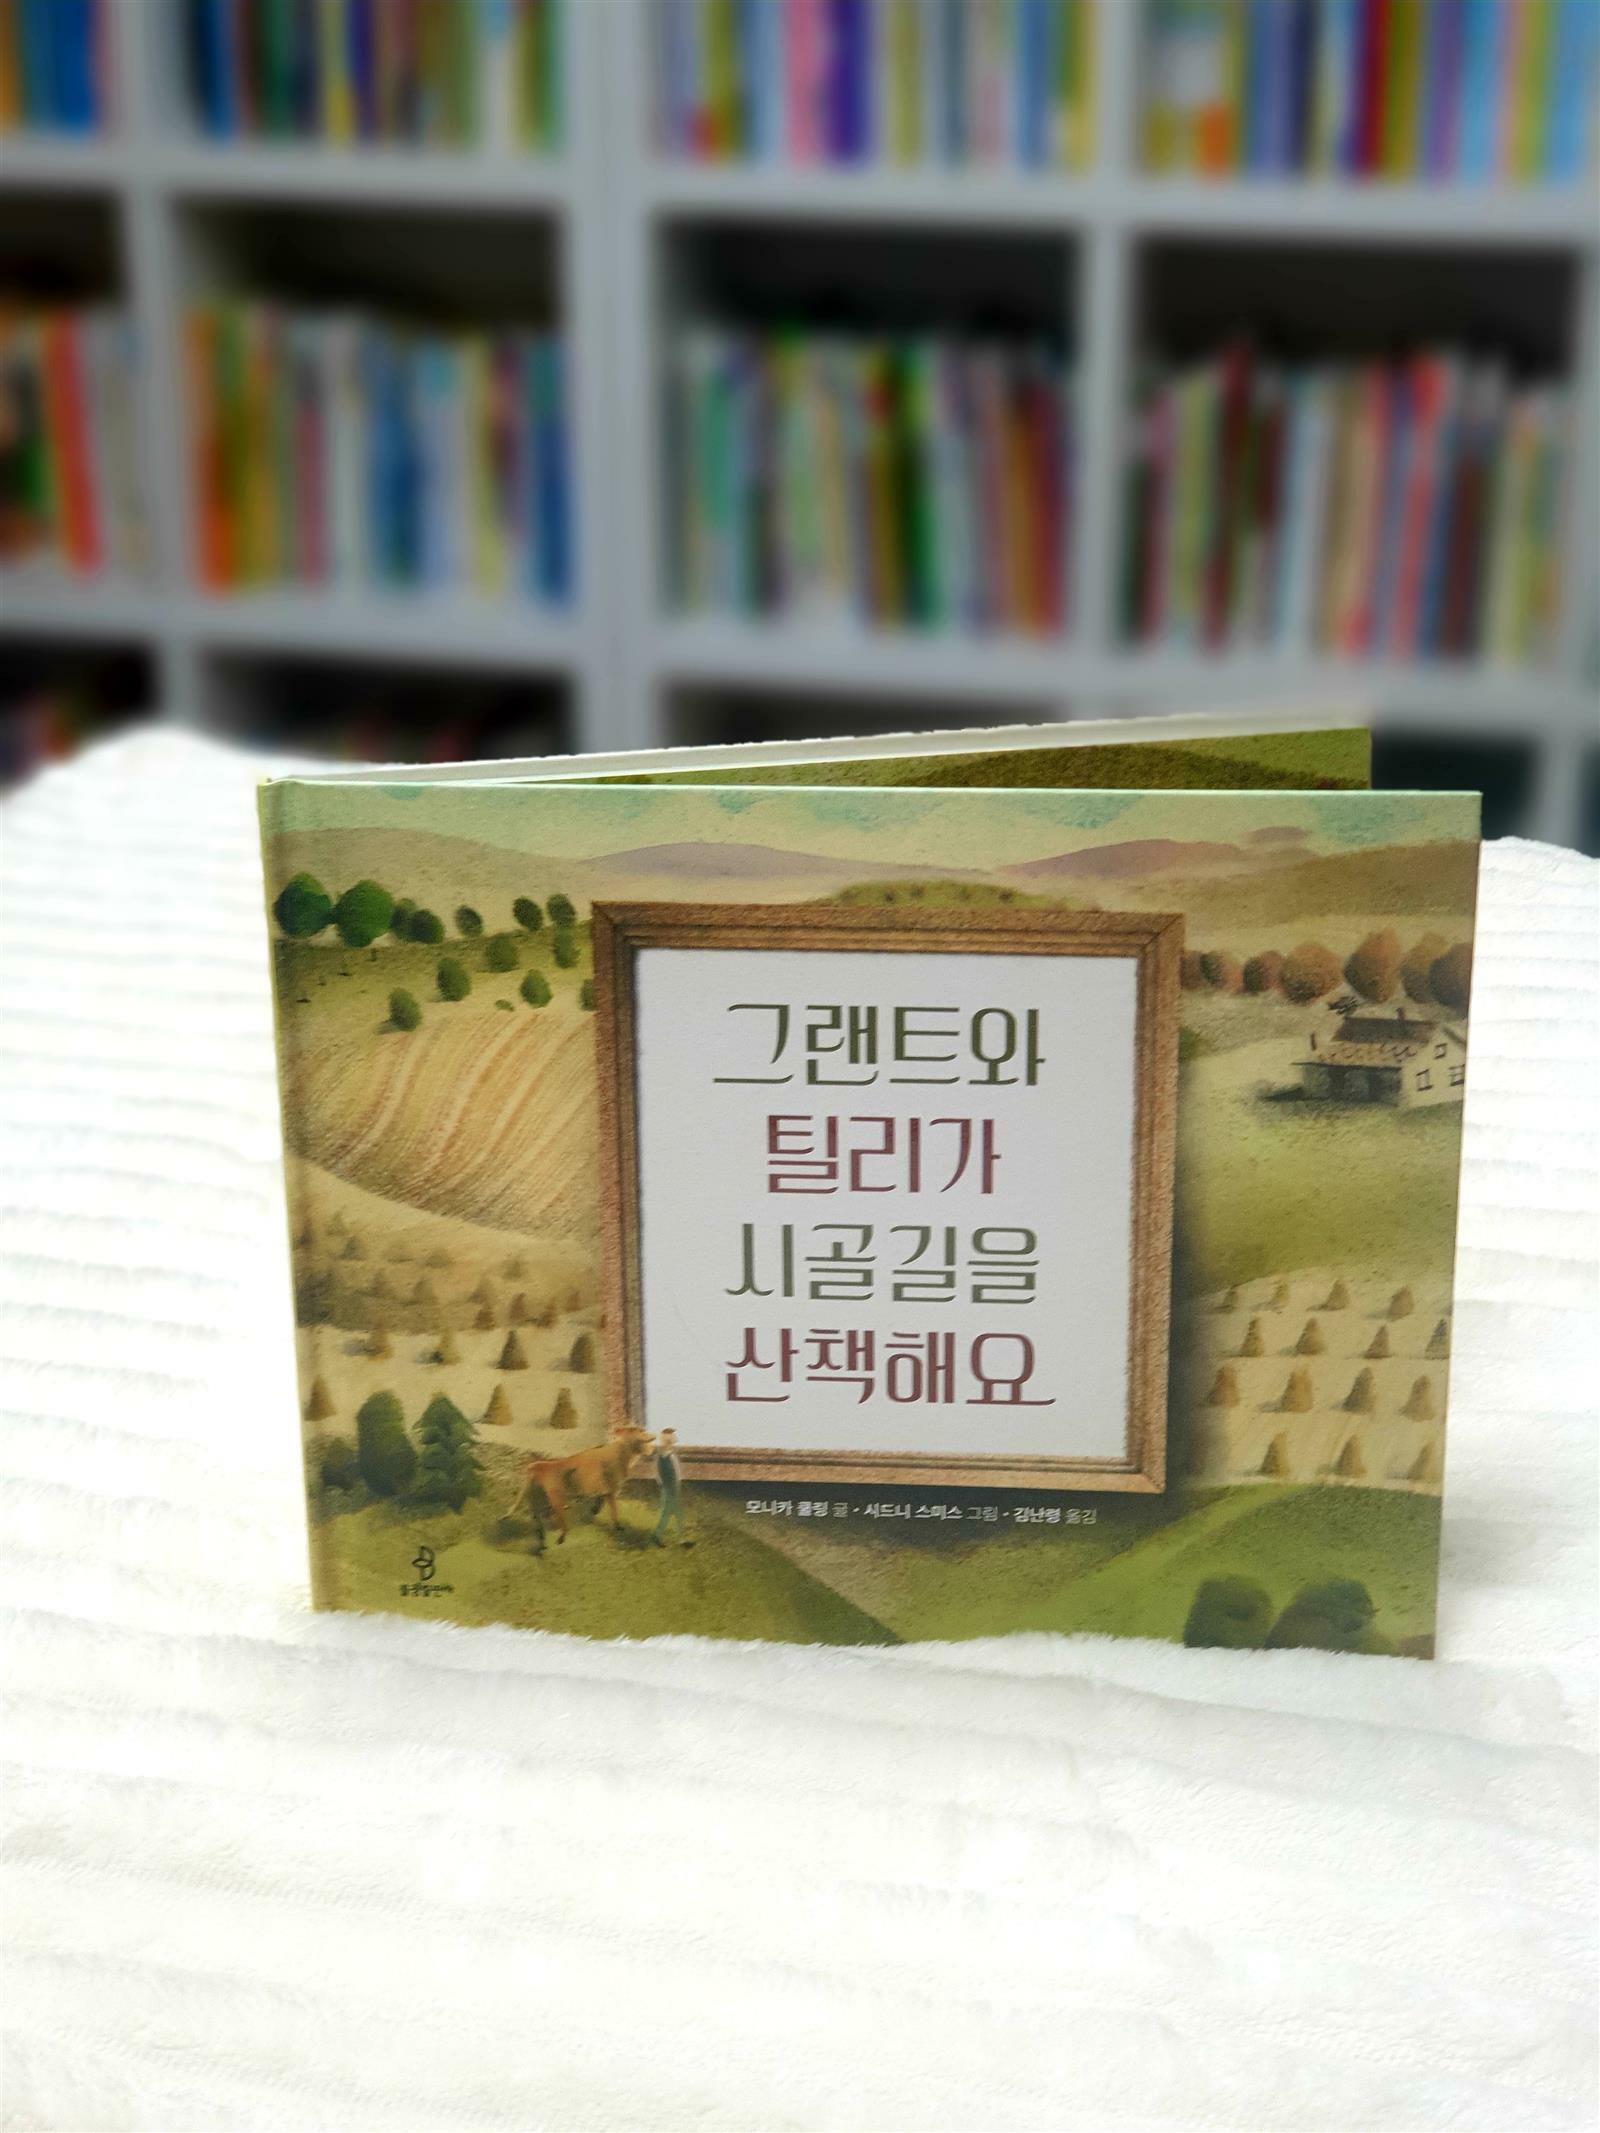 그랜트와
틸리가
시골길을
산책해요
모니카 쿨링 글 · 시드니 스미스 그림 · 김난령 옮김